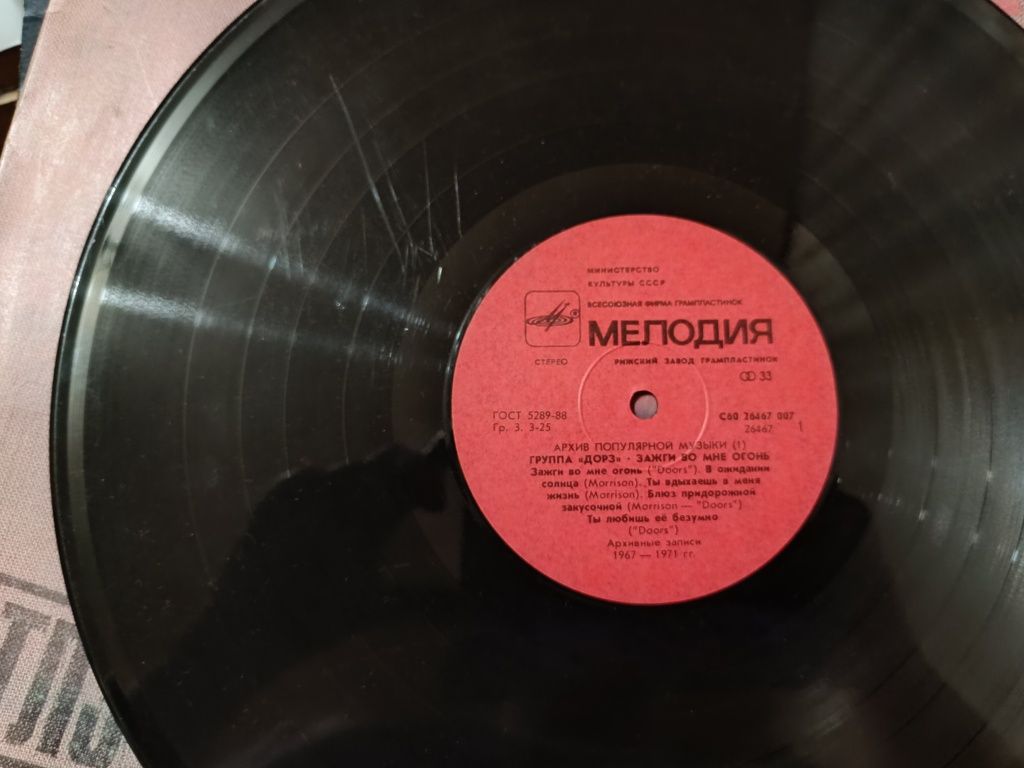 МИНИСТЕРСТВО
КУЛЬТУРЫ СССР
ВСЕСОЮЗНАЯ ФИРМА ГРАМПЛАСТИНОК
МЕЛОДИЯ
СТЕРЕО
РИЖСКИЙ ЗАВОД ГРАМПЛАСТИНОК
33
ГОСТ 5289-88
С60 26467 007
Гр. 3. 3-25
26467 1
АРХИВ ПОПУЛЯРНОЙ МУЗЫКИ (1)
ГРУППА «ДОРЗ» · ЗАЖГИ ВО МНЕ ОГОНЬ
Зажги во мне огонь ("Doors"). В ожидании
солнца (Morrison). Ты вдыхаешь в меня
жизнь (Morrison). Блюз придорожной
закусочной (Morrison — "Doors")
Ты любишь её безумно
("Doors")
Архивные записи
1967 — 1971 гг.